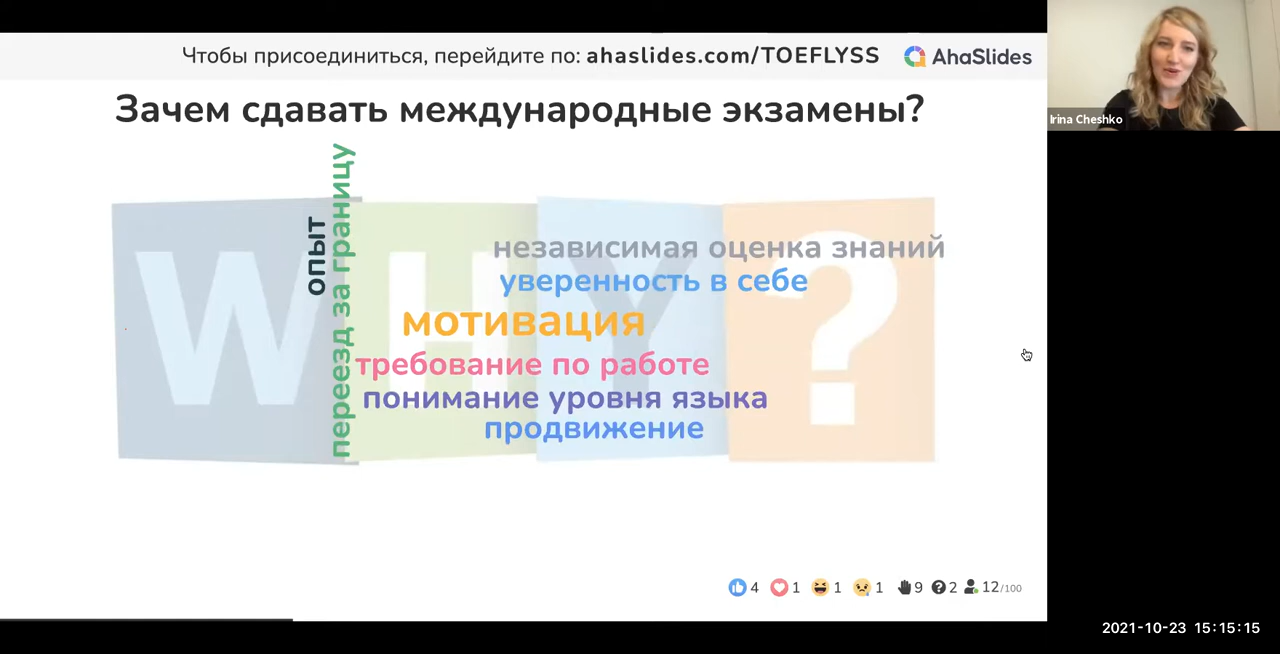 Чтобы присоединиться, перейдите по: ahaslides.com/TOEFLYSS
AhaSlides
Irina Cheshko
Зачем сдавать международные экзамены?
WHY?
опыт
переезд за границу
независимая оценка знаний
уверенность в себе
мотивация
требование по работе
понимание уровня языка
продвижение
4 1 1 1 9 2 12/100
2021-10-23 15:15:15